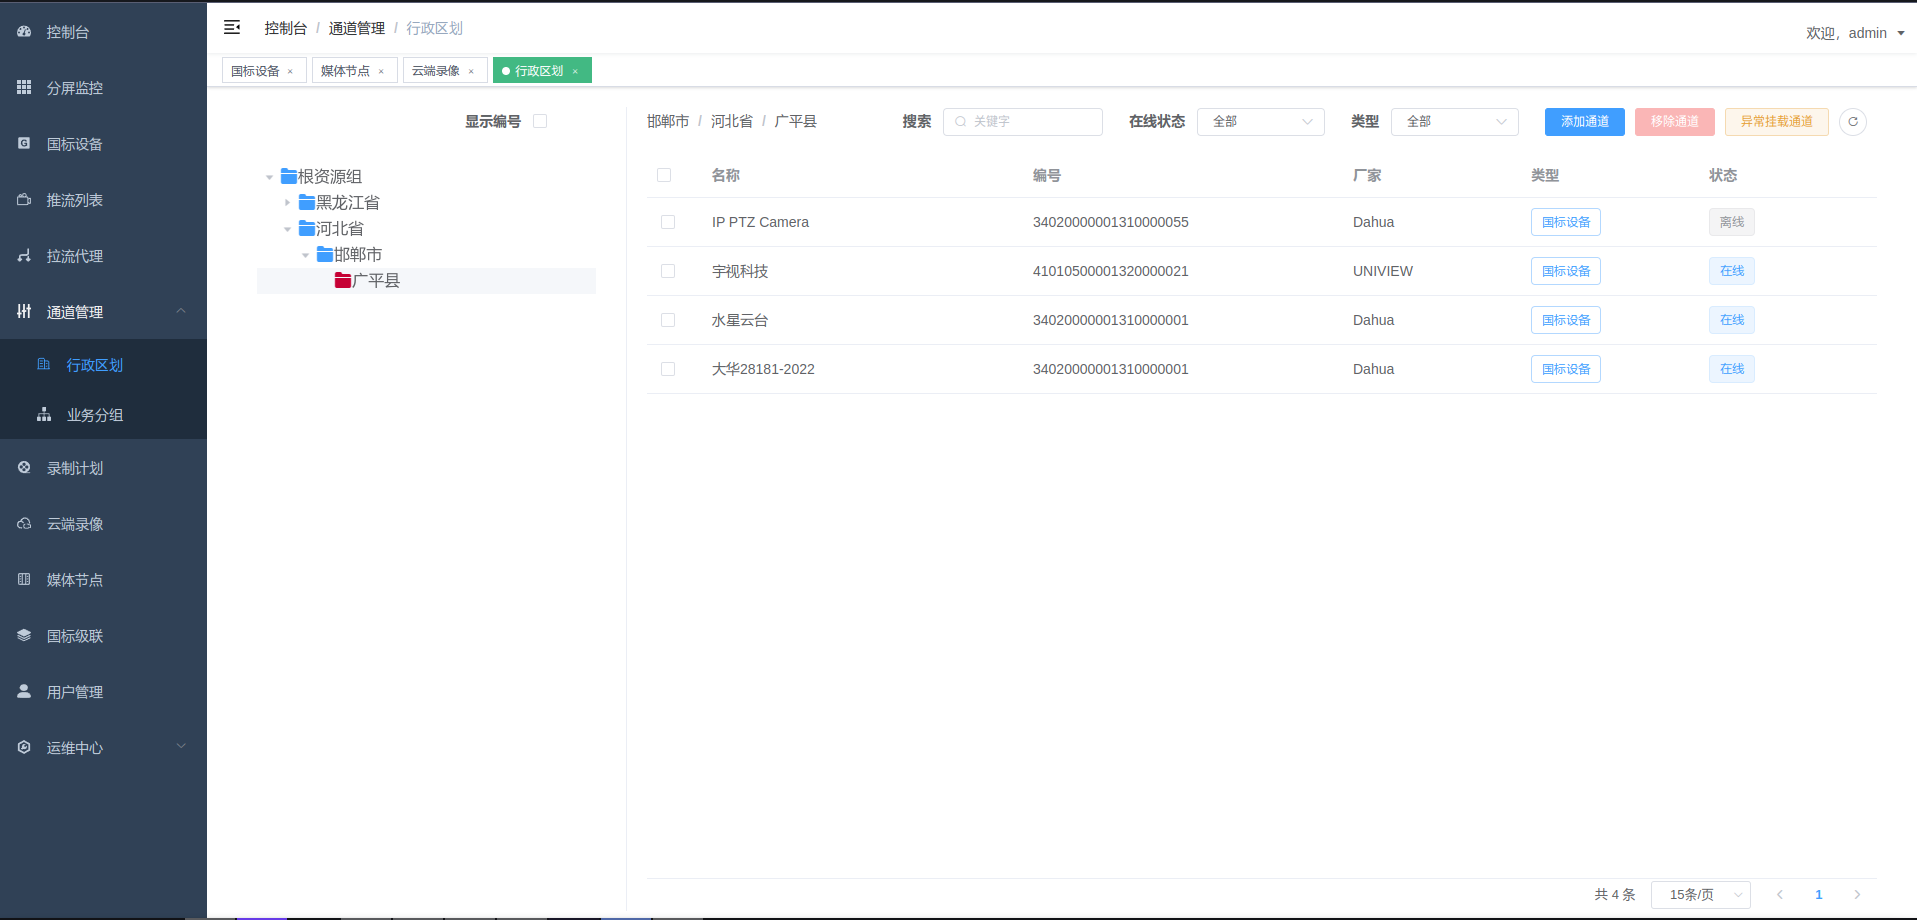 控制台
分屏监控
国标设备
推流列表
拉流代理
通道管理
行政区划
业务分组
录制计划
云端录像
媒体节点
国标级联
用户管理
运维中心
控制台 / 通道管理 / 行政区划
欢迎, admin
国标设备 × 媒体节点 × 云端录像 × 行政区划 ×
显示编号
根资源组
黑龙江省
河北省
邯郸市
广平县
邯郸市 / 河北省 / 广平县 搜索 关键字 在线状态 全部 类型 全部 添加通道 移除通道 异常挂载通道
名称 编号 厂家 类型 状态
IP PTZ Camera 34020000001310000055 Dahua 国标设备 离线
宇视科技 41010500001320000021 UNIVIEW 国标设备 在线
水星云台 34020000001310000001 Dahua 国标设备 在线
大华28181-2022 34020000001310000001 Dahua 国标设备 在线
共 4 条 15条/页 1